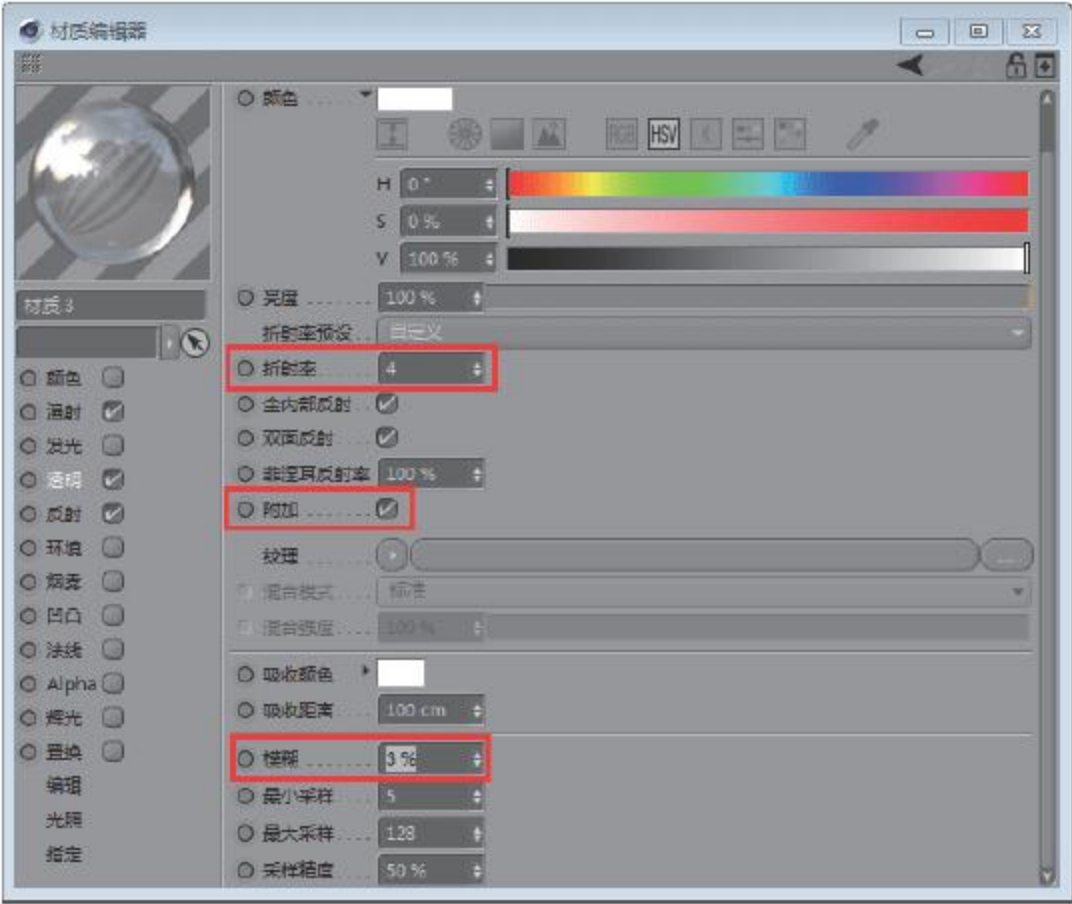 材质编辑器
颜色
RGB HSV K
H 0°
S 0%
V 100%
材质.3
亮度 100%
折射率预设 自定义
折射率 4
全内部反射
双面反射
菲涅耳反射率 100%
附加
纹理 ...
混合模式 标准
混合强度 100%
吸收颜色
吸收距离 100 cm
模糊 3%
最小采样 5
最大采样 128
采样精度 50%
颜色
漫射
发光
透明
反射
环境
烟雾
凹凸
法线
Alpha
辉光
置换
编辑
光照
指定